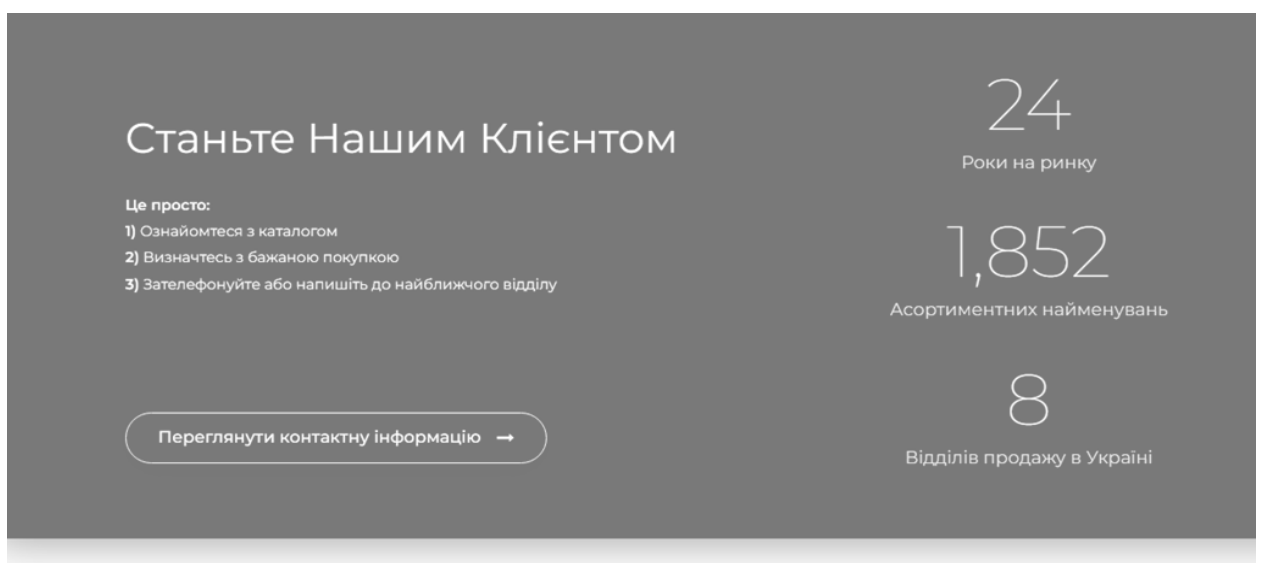 Станьте Нашим Клієнтом
Це просто:
1) Ознайомтеся з каталогом
2) Визначтесь з бажаною покупкою
3) Зателефонуйте або напишіть до найближчого відділу
Переглянути контактну інформацію →
24
Роки на ринку
1,852
Асортиментних найменувань
8
Відділів продажу в Україні